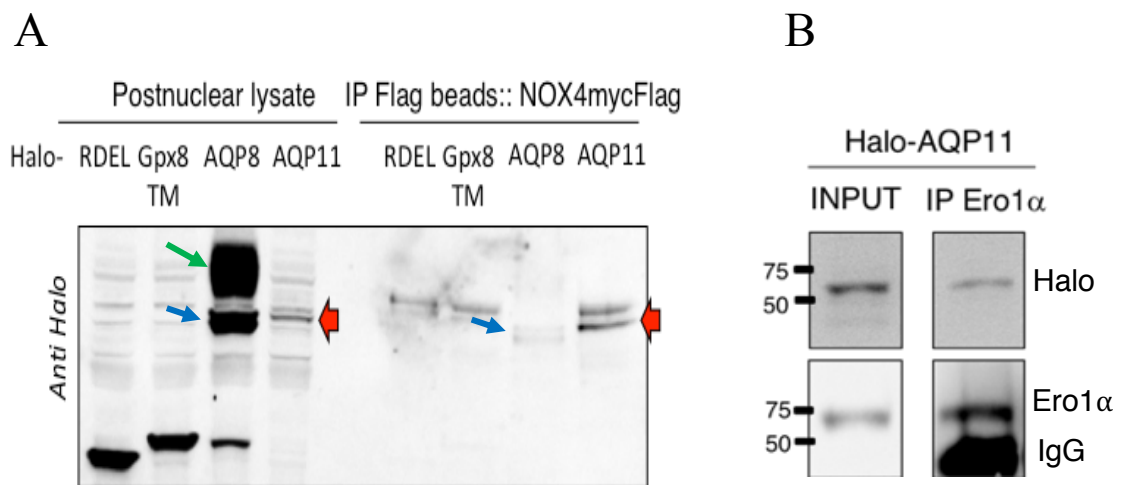 A
Postnuclear lysate
IP Flag beads:: NOX4mycFlag
Halo- RDEL Gpx8 AQP8 AQP11
TM
RDEL Gpx8 AQP8 AQP11
TM
Anti Halo
B
Halo-AQP11
INPUT IP Ero1α
75
50
Halo
75
50
Ero1α
IgG